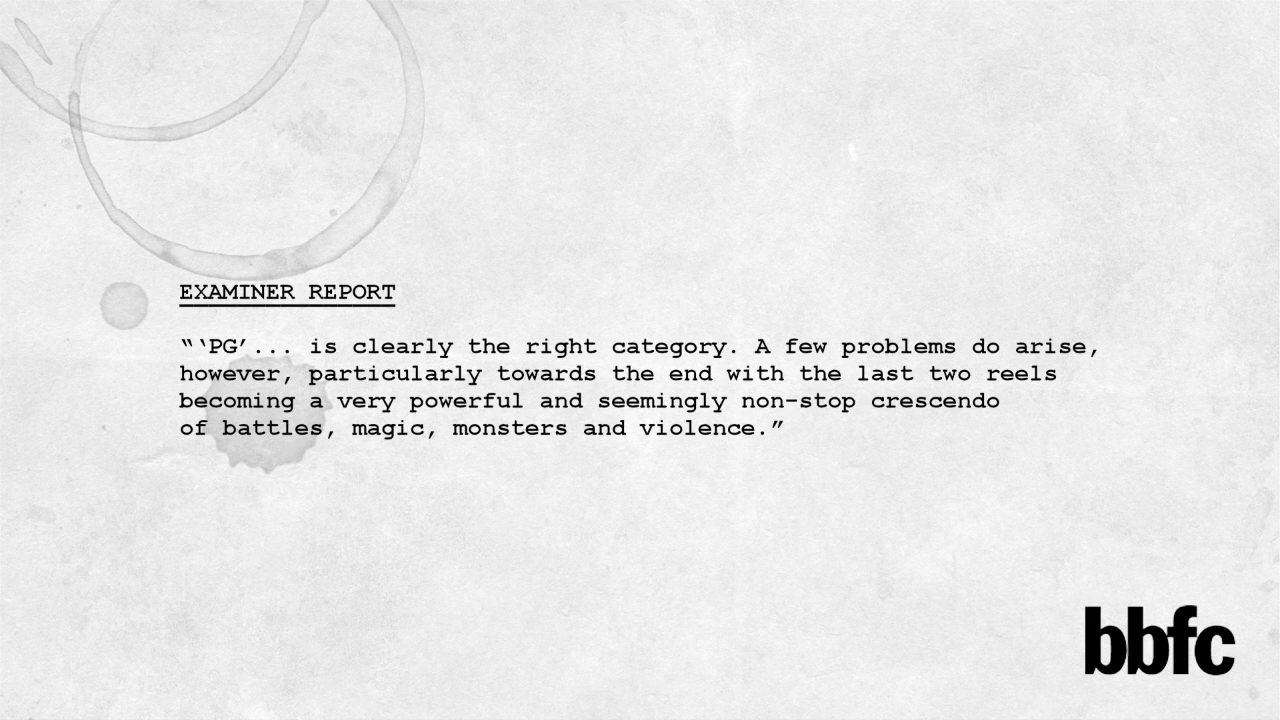 EXAMINER REPORT
“‘PG’... is clearly the right category. A few problems do arise,
however, particularly towards the end with the last two reels
becoming a very powerful and seemingly non-stop crescendo
of battles, magic, monsters and violence.”
bbfc